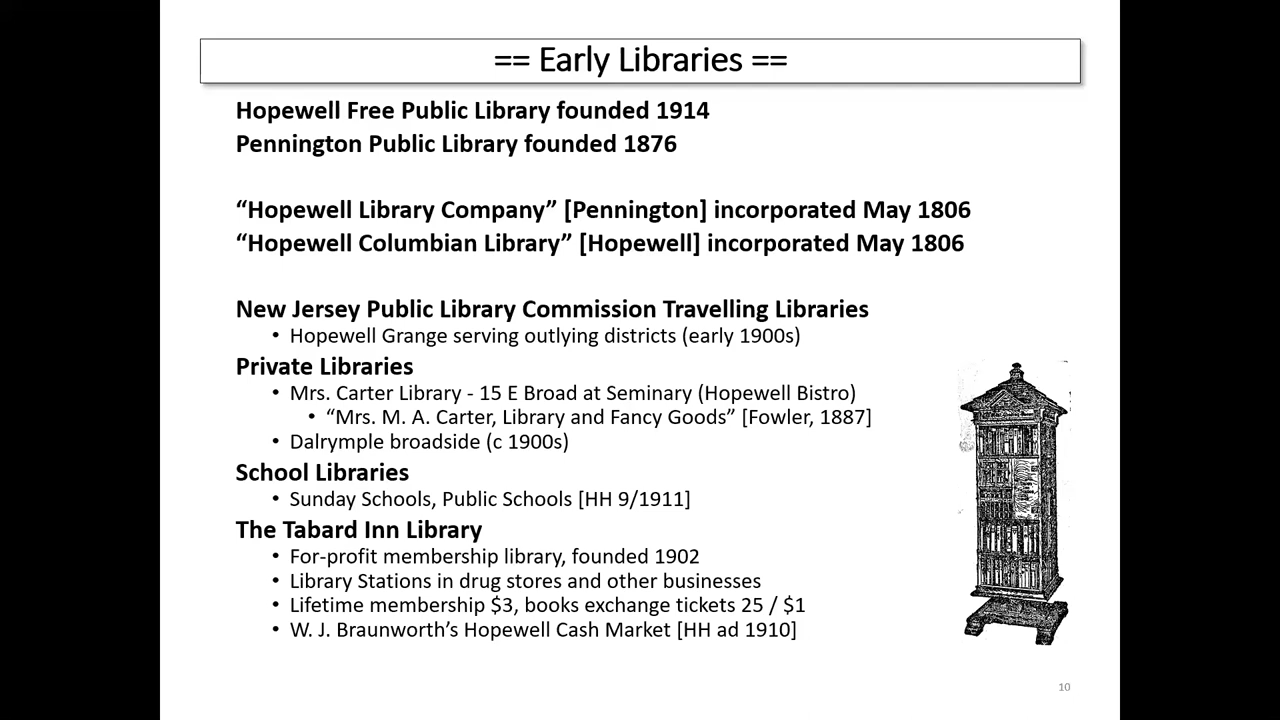 == Early Libraries ==
Hopewell Free Public Library founded 1914
Pennington Public Library founded 1876
“Hopewell Library Company” [Pennington] incorporated May 1806
“Hopewell Columbian Library” [Hopewell] incorporated May 1806
New Jersey Public Library Commission Travelling Libraries
• Hopewell Grange serving outlying districts (early 1900s)
Private Libraries
• Mrs. Carter Library - 15 E Broad at Seminary (Hopewell Bistro)
• “Mrs. M. A. Carter, Library and Fancy Goods” [Fowler, 1887]
• Dalrymple broadside (c 1900s)
School Libraries
• Sunday Schools, Public Schools [HH 9/1911]
The Tabard Inn Library
• For-profit membership library, founded 1902
• Library Stations in drug stores and other businesses
• Lifetime membership $3, books exchange tickets 25 / $1
• W. J. Braunworth’s Hopewell Cash Market [HH ad 1910]
10